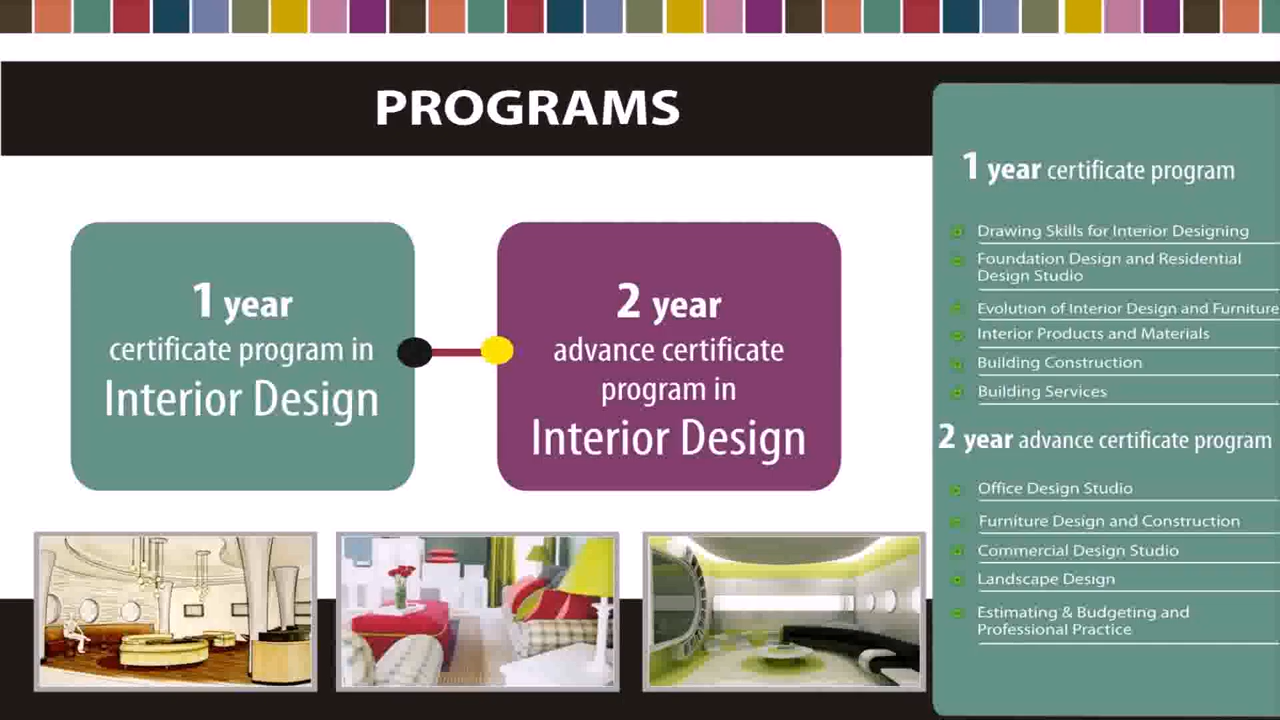 PROGRAMS
1 year
certificate program in
Interior Design
2 year
advance certificate
program in
Interior Design
1 year certificate program
Drawing Skills for Interior Designing
Foundation Design and Residential
Design Studio
Evolution of Interior Design and Furniture
Interior Products and Materials
Building Construction
Building Services
2 year advance certificate program
Office Design Studio
Furniture Design and Construction
Commercial Design Studio
Landscape Design
Estimating & Budgeting and
Professional Practice